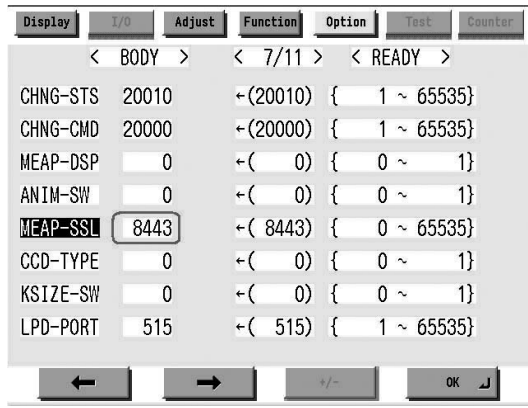 Display I/O Adjust Function Option Test Counter
< BODY > < 7/11 > < READY >
CHNG-STS 20010 ←(20010) { 1 ~ 65535}
CHNG-CMD 20000 ←(20000) { 1 ~ 65535}
MEAP-DSP 0 ←( 0) { 0 ~ 1}
ANIM-SW 0 ←( 0) { 0 ~ 1}
MEAP-SSL 8443 ←( 8443) { 0 ~ 65535}
CCD-TYPE 0 ←( 0) { 0 ~ 1}
KSIZE-SW 0 ←( 0) { 0 ~ 1}
LPD-PORT 515 ←( 515) { 1 ~ 65535}
← → +/- OK ↵